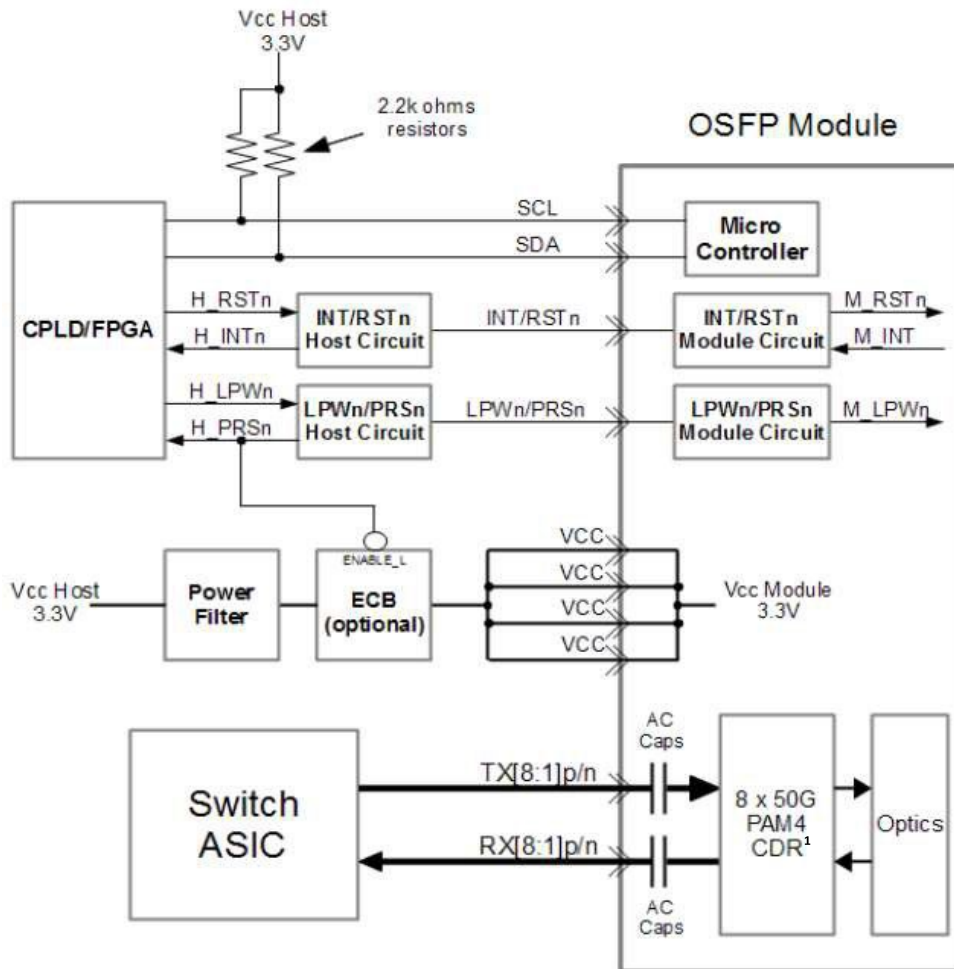 Vcc Host
3.3V
2.2k ohms
resistors
OSFP Module
SCL
SDA
Micro
Controller
CPLD/FPGA
H_RSTn
H_INTn
INT/RSTn
Host Circuit
INT/RSTn
INT/RSTn
Module Circuit
M_RSTn
M_INT
H_LPWn
H_PRSn
LPWn/PRSn
Host Circuit
LPWn/PRSn
LPWn/PRSn
Module Circuit
M_LPWn
Vcc Host
3.3V
Power
Filter
ENABLE_L
ECB
(optional)
VCC
VCC
VCC
VCC
Vcc Module
3.3V
Switch
ASIC
TX[8:1]p/n
RX[8:1]p/n
AC
Caps
AC
Caps
8 x 50G
PAM4
CDR¹
Optics